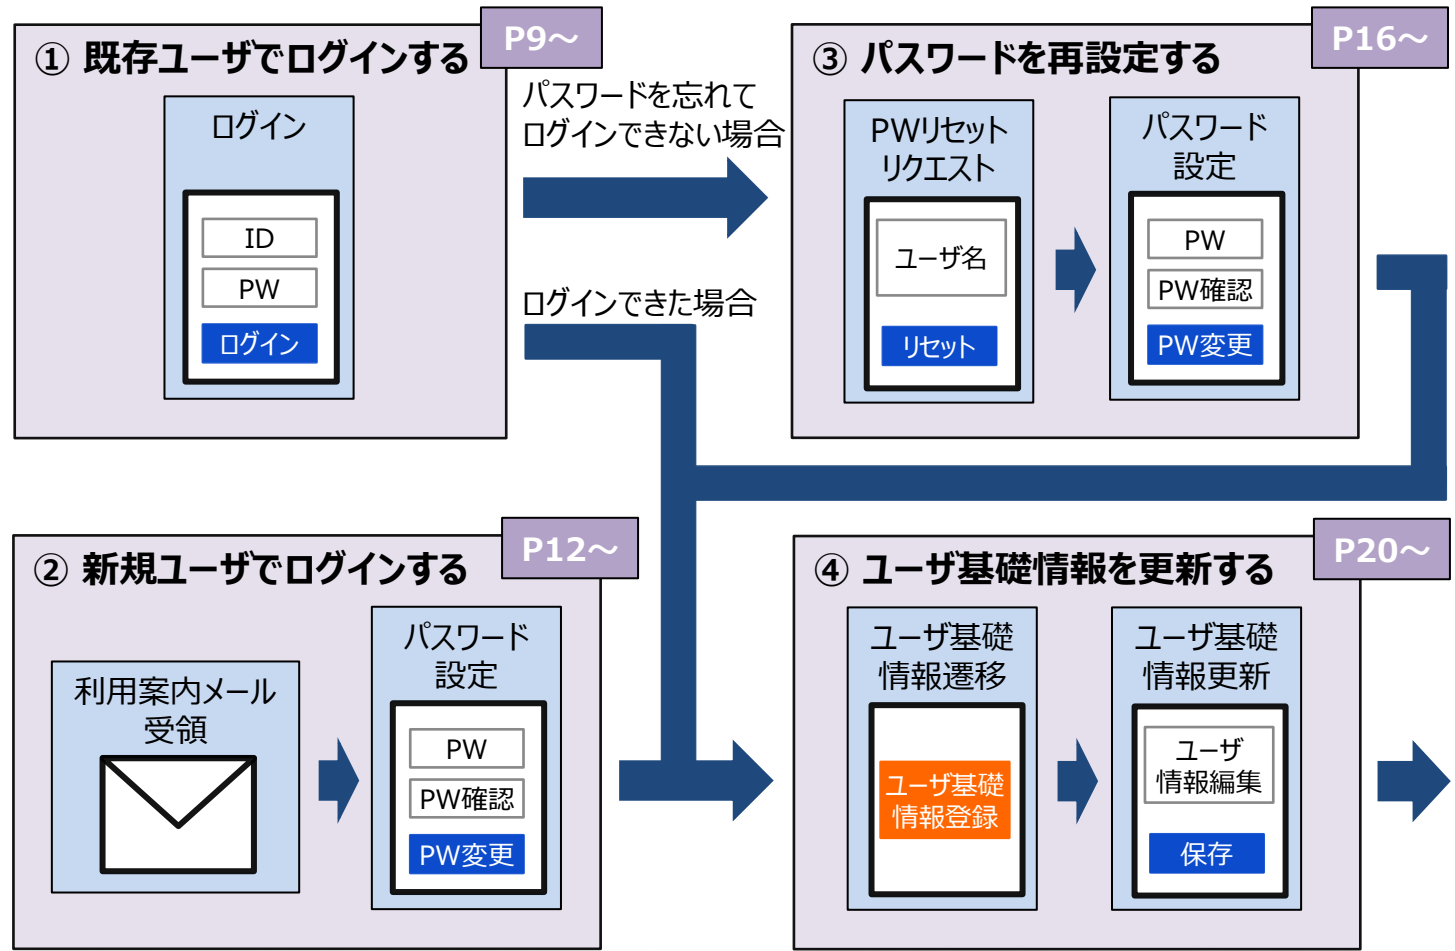 ① 既存ユーザでログインする
P9～
ログイン
ID
PW
ログイン
パスワードを忘れて
ログインできない場合
ログインできた場合
③ パスワードを再設定する
P16～
PWリセット
リクエスト
ユーザ名
リセット
パスワード
設定
PW
PW確認
PW変更
② 新規ユーザでログインする
P12～
利用案内メール
受領
パスワード
設定
PW
PW確認
PW変更
④ ユーザ基礎情報を更新する
P20～
ユーザ基礎
情報遷移
ユーザ基礎
情報登録
ユーザ基礎
情報更新
ユーザ
情報編集
保存